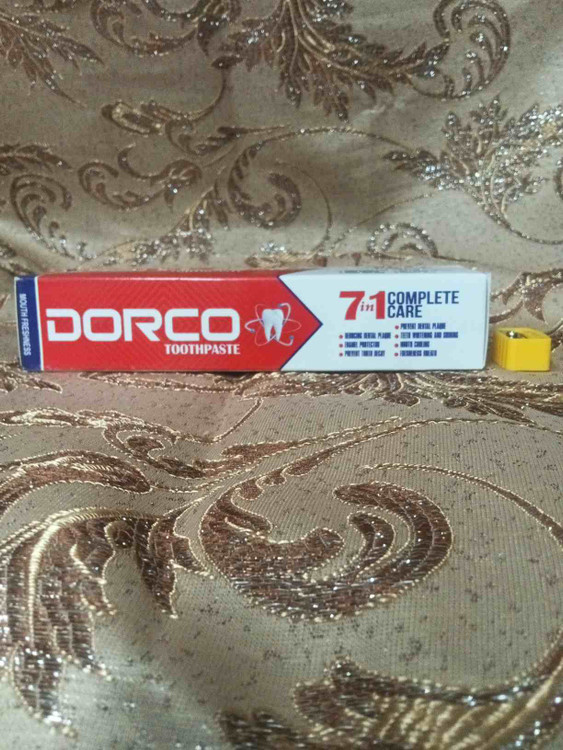 MOUTH FRESHNESS
DORCO
TOOTHPASTE
7in1
COMPLETE
CARE
PREVENT DENTAL PLAQUE
REDUCING DENTAL PLAQUE
TEETH WHITENING AND SHINING
ENAMEL PROTECTOR
MOUTH
PREVENT TOOTH DECAY
FRESHNESS BREATH